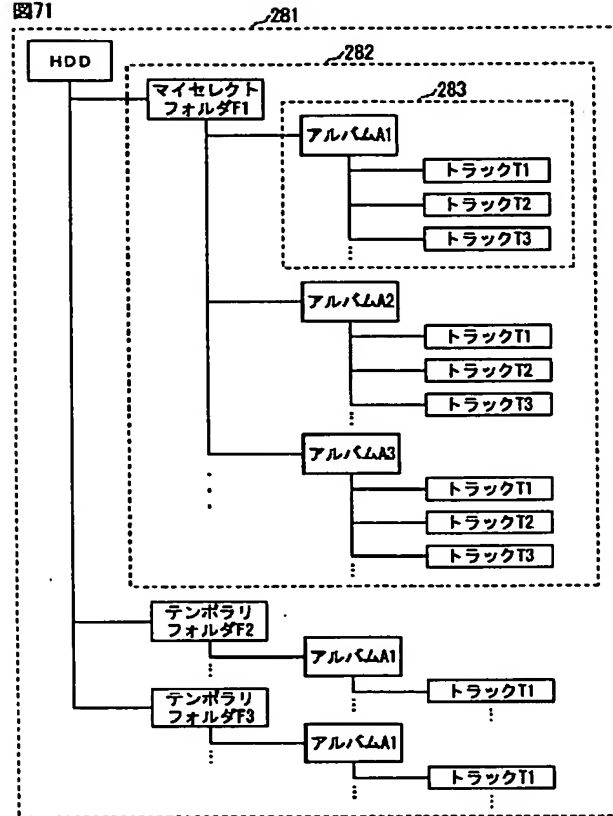 図71
281
HDD
282
マイセレクト
フォルダF1
283
アルバムA1
トラックT1
トラックT2
トラックT3
アルバムA2
トラックT1
トラックT2
トラックT3
アルバムA3
トラックT1
トラックT2
トラックT3
テンポラリ
フォルダF2
アルバムA1
トラックT1
テンポラリ
フォルダF3
アルバムA1
トラックT1